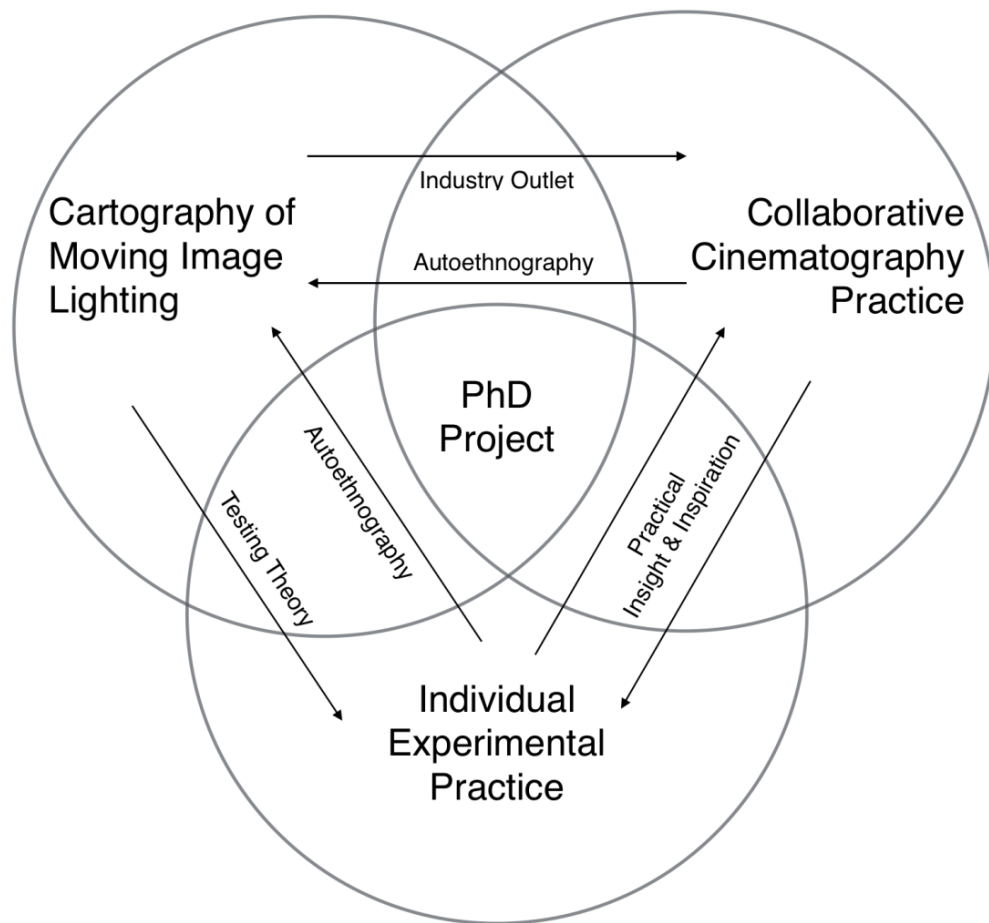 Industry Outlet
Cartography of
Moving Image
Lighting
Collaborative
Cinematography
Practice
Autoethnography
PhD
Project
Autoethnography
Testing Theory
Practical
Insight & Inspiration
Individual
Experimental
Practice